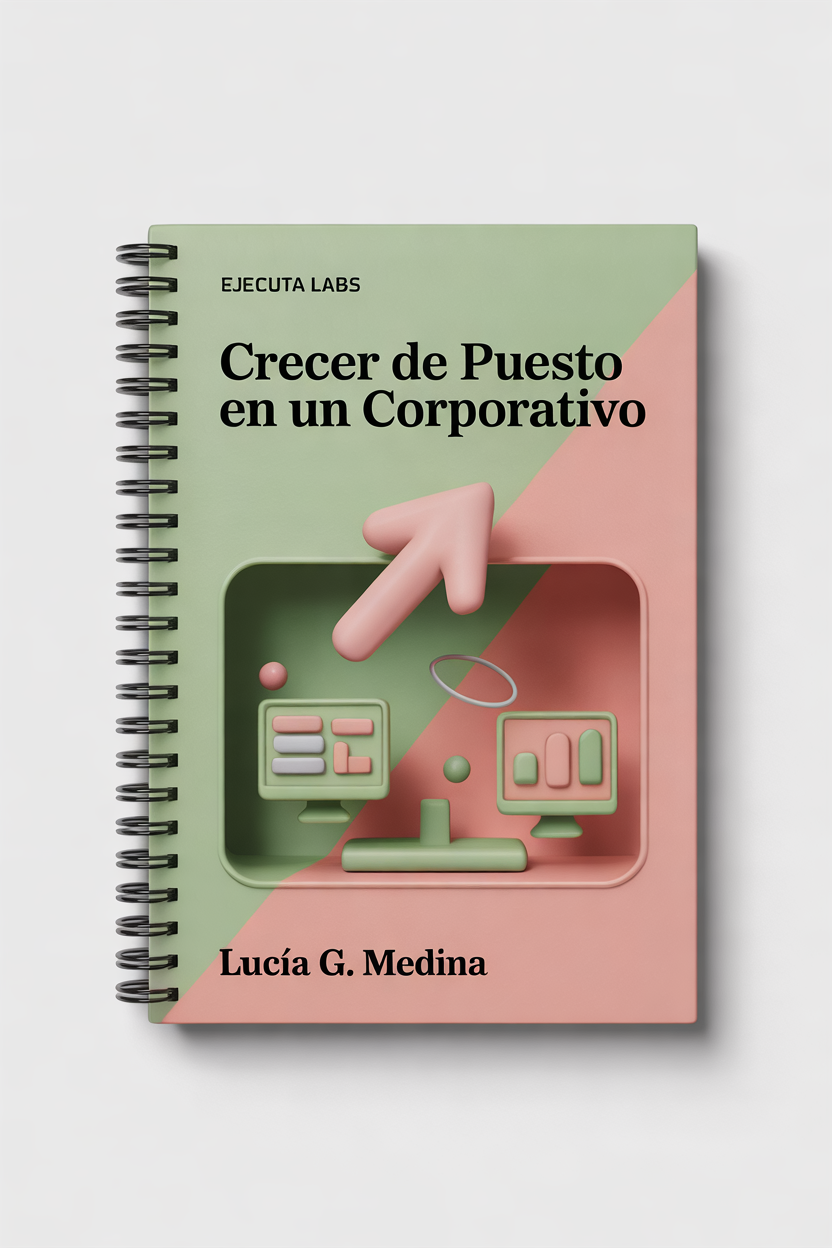 EJECUTA LABS
Crecer de Puesto
en un Corporativo
Lucía G. Medina